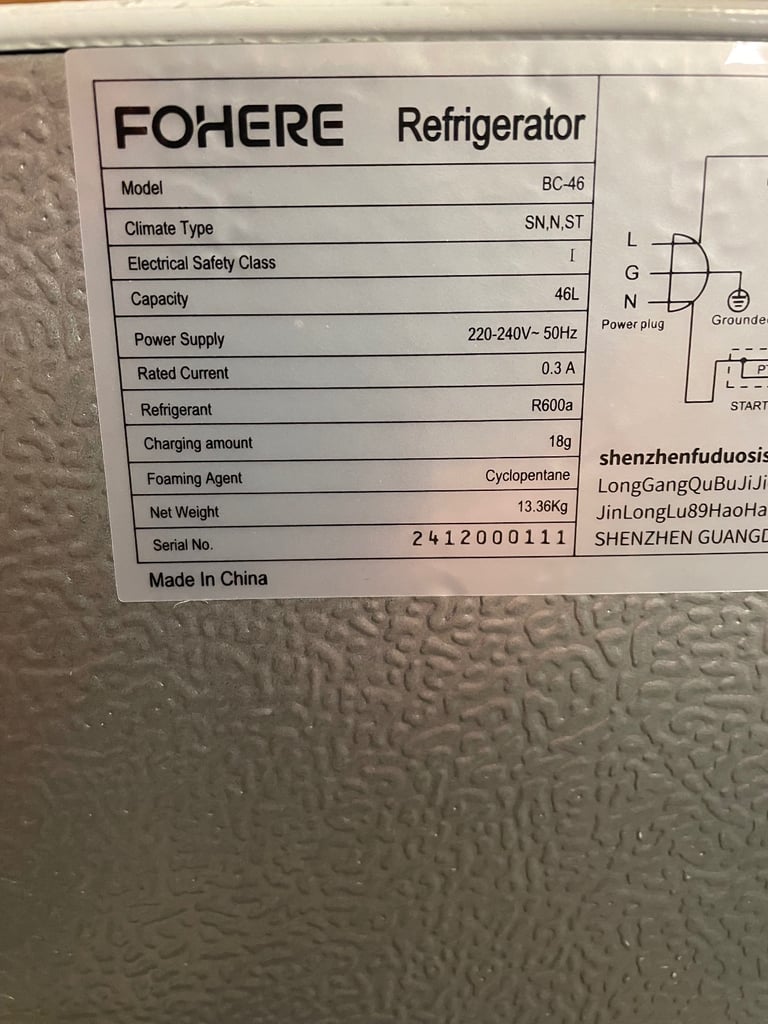 FOHERE Refrigerator
Model BC-46
Climate Type SN,N,ST
Electrical Safety Class I
Capacity 46L
Power Supply 220-240V~ 50Hz
Rated Current 0.3 A
Refrigerant R600a
Charging amount 18g
Foaming Agent Cyclopentane
Net Weight 13.36Kg
Serial No. 2412000111
Made In China
L
G
N
Power plug
START
SHENZHEN